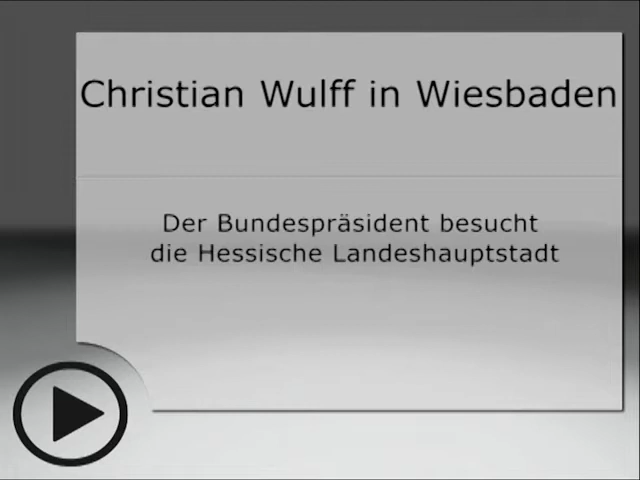 Christian Wulff in Wiesbaden
Der Bundespräsident besucht
die Hessische Landeshauptstadt